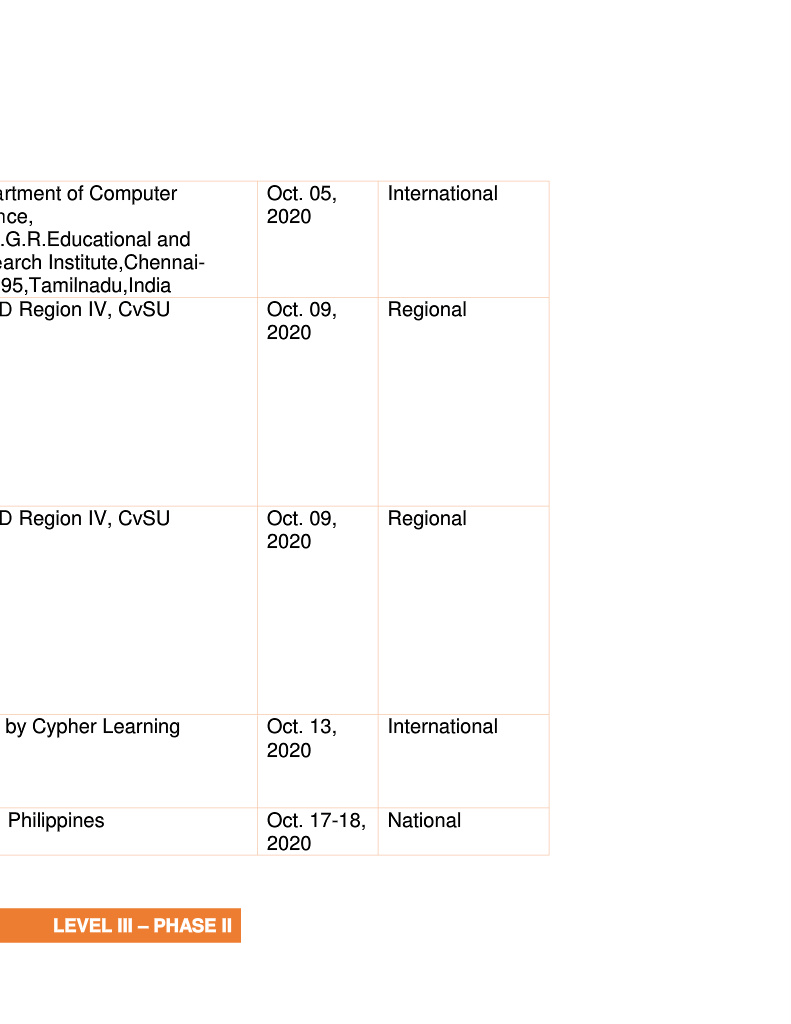 artment of Computer
nce,
.G.R.Educational and
earch Institute,Chennai-
95,Tamilnadu,India
Oct. 05,
2020
International
D Region IV, CvSU
Oct. 09,
2020
Regional
D Region IV, CvSU
Oct. 09,
2020
Regional
by Cypher Learning
Oct. 13,
2020
International
Philippines
Oct. 17-18,
2020
National
LEVEL III – PHASE II